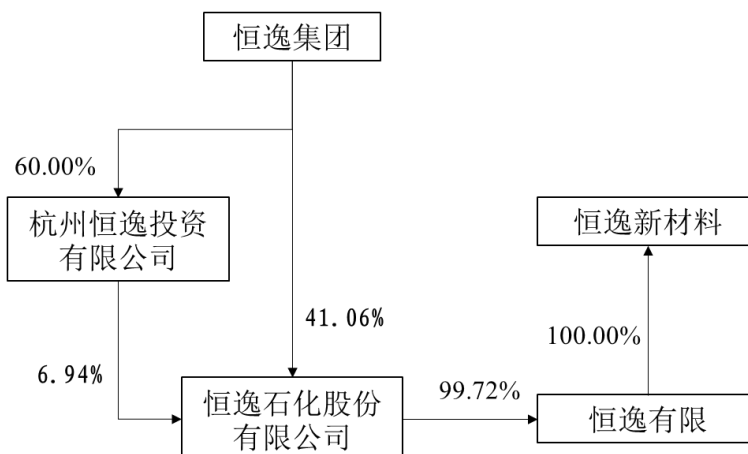 恒逸集团
60.00%
杭州恒逸投资
有限公司
恒逸新材料
41.06%
100.00%
6.94%
恒逸石化股份
有限公司
99.72%
恒逸有限